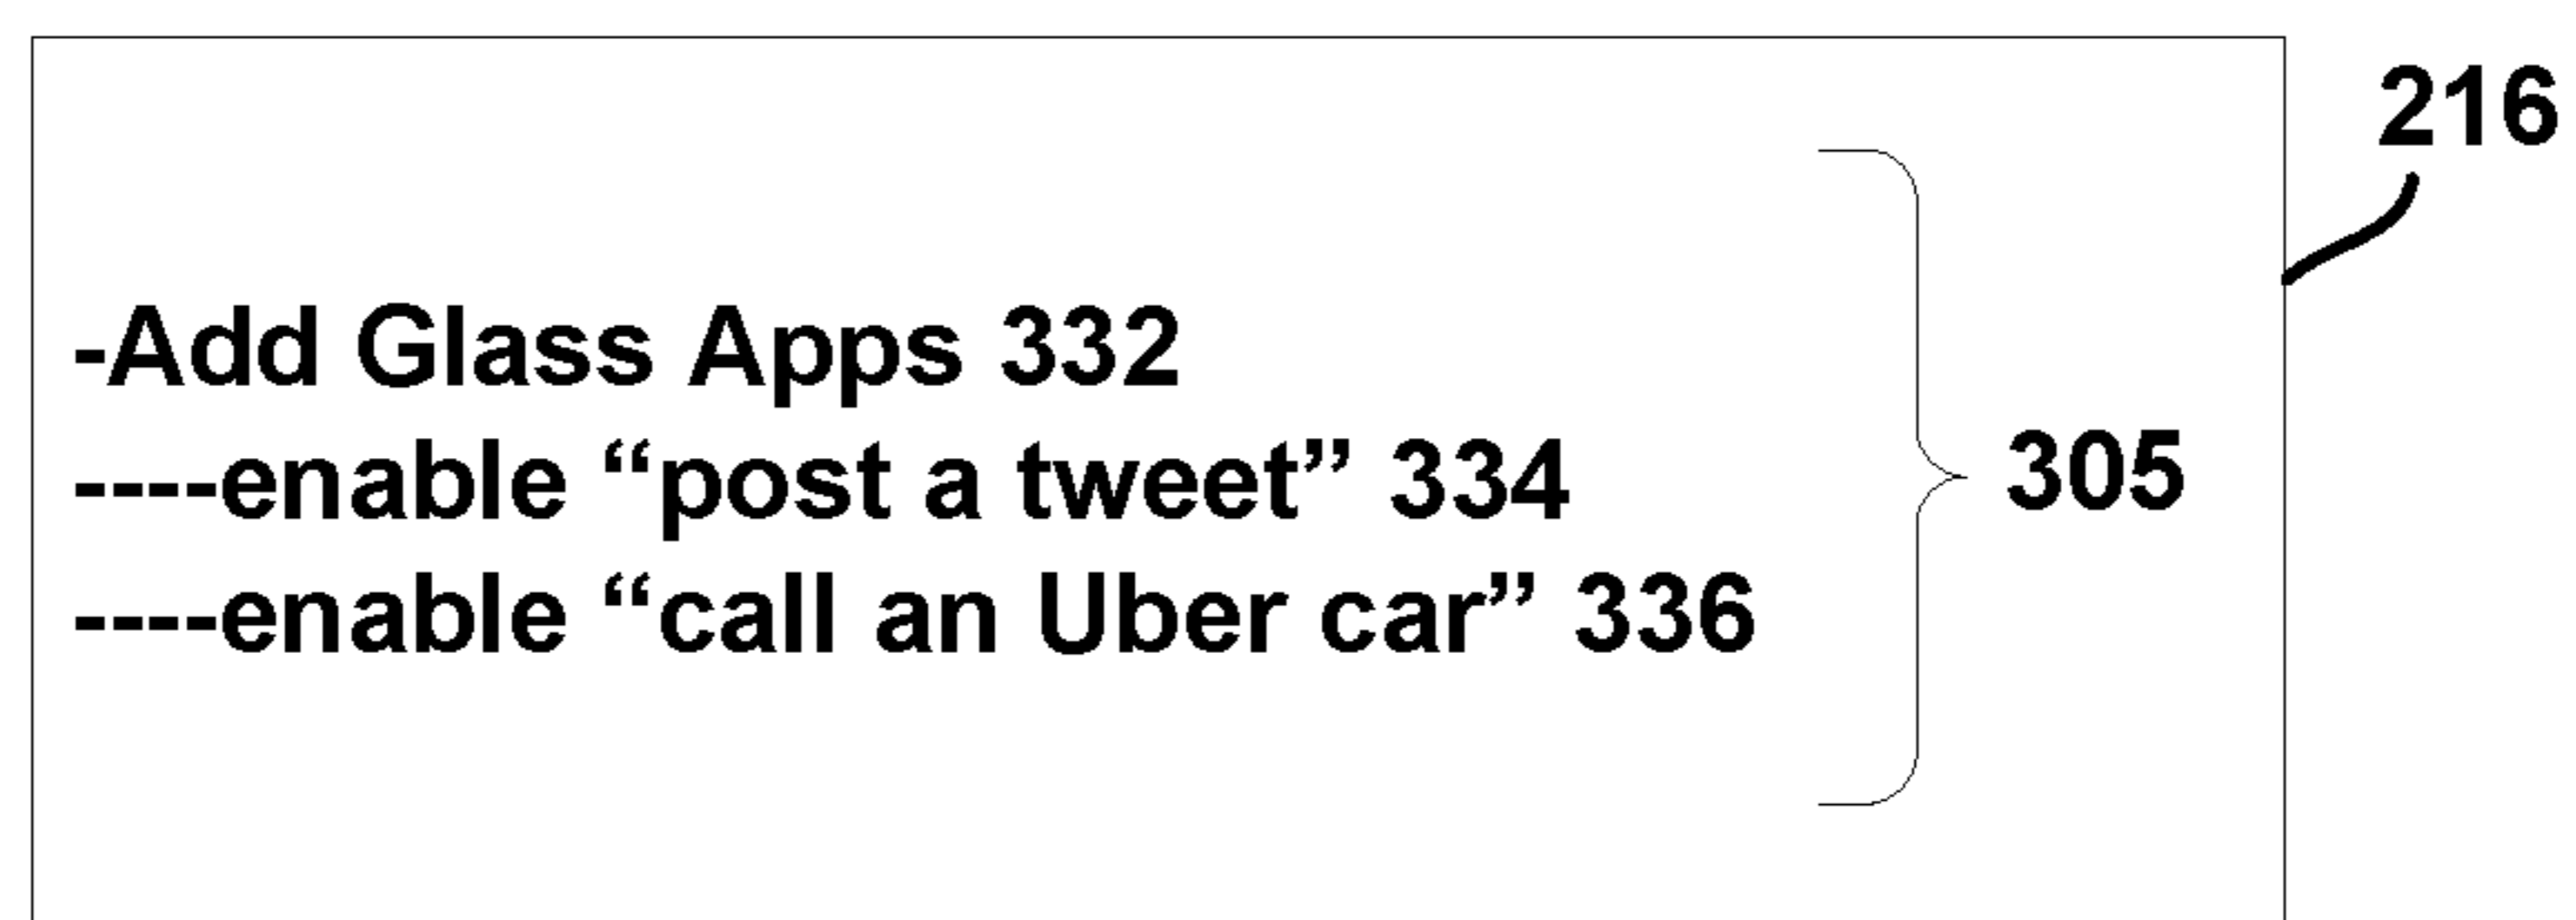 216
-Add Glass Apps 332
----enable “post a tweet” 334
----enable “call an Uber car” 336
305